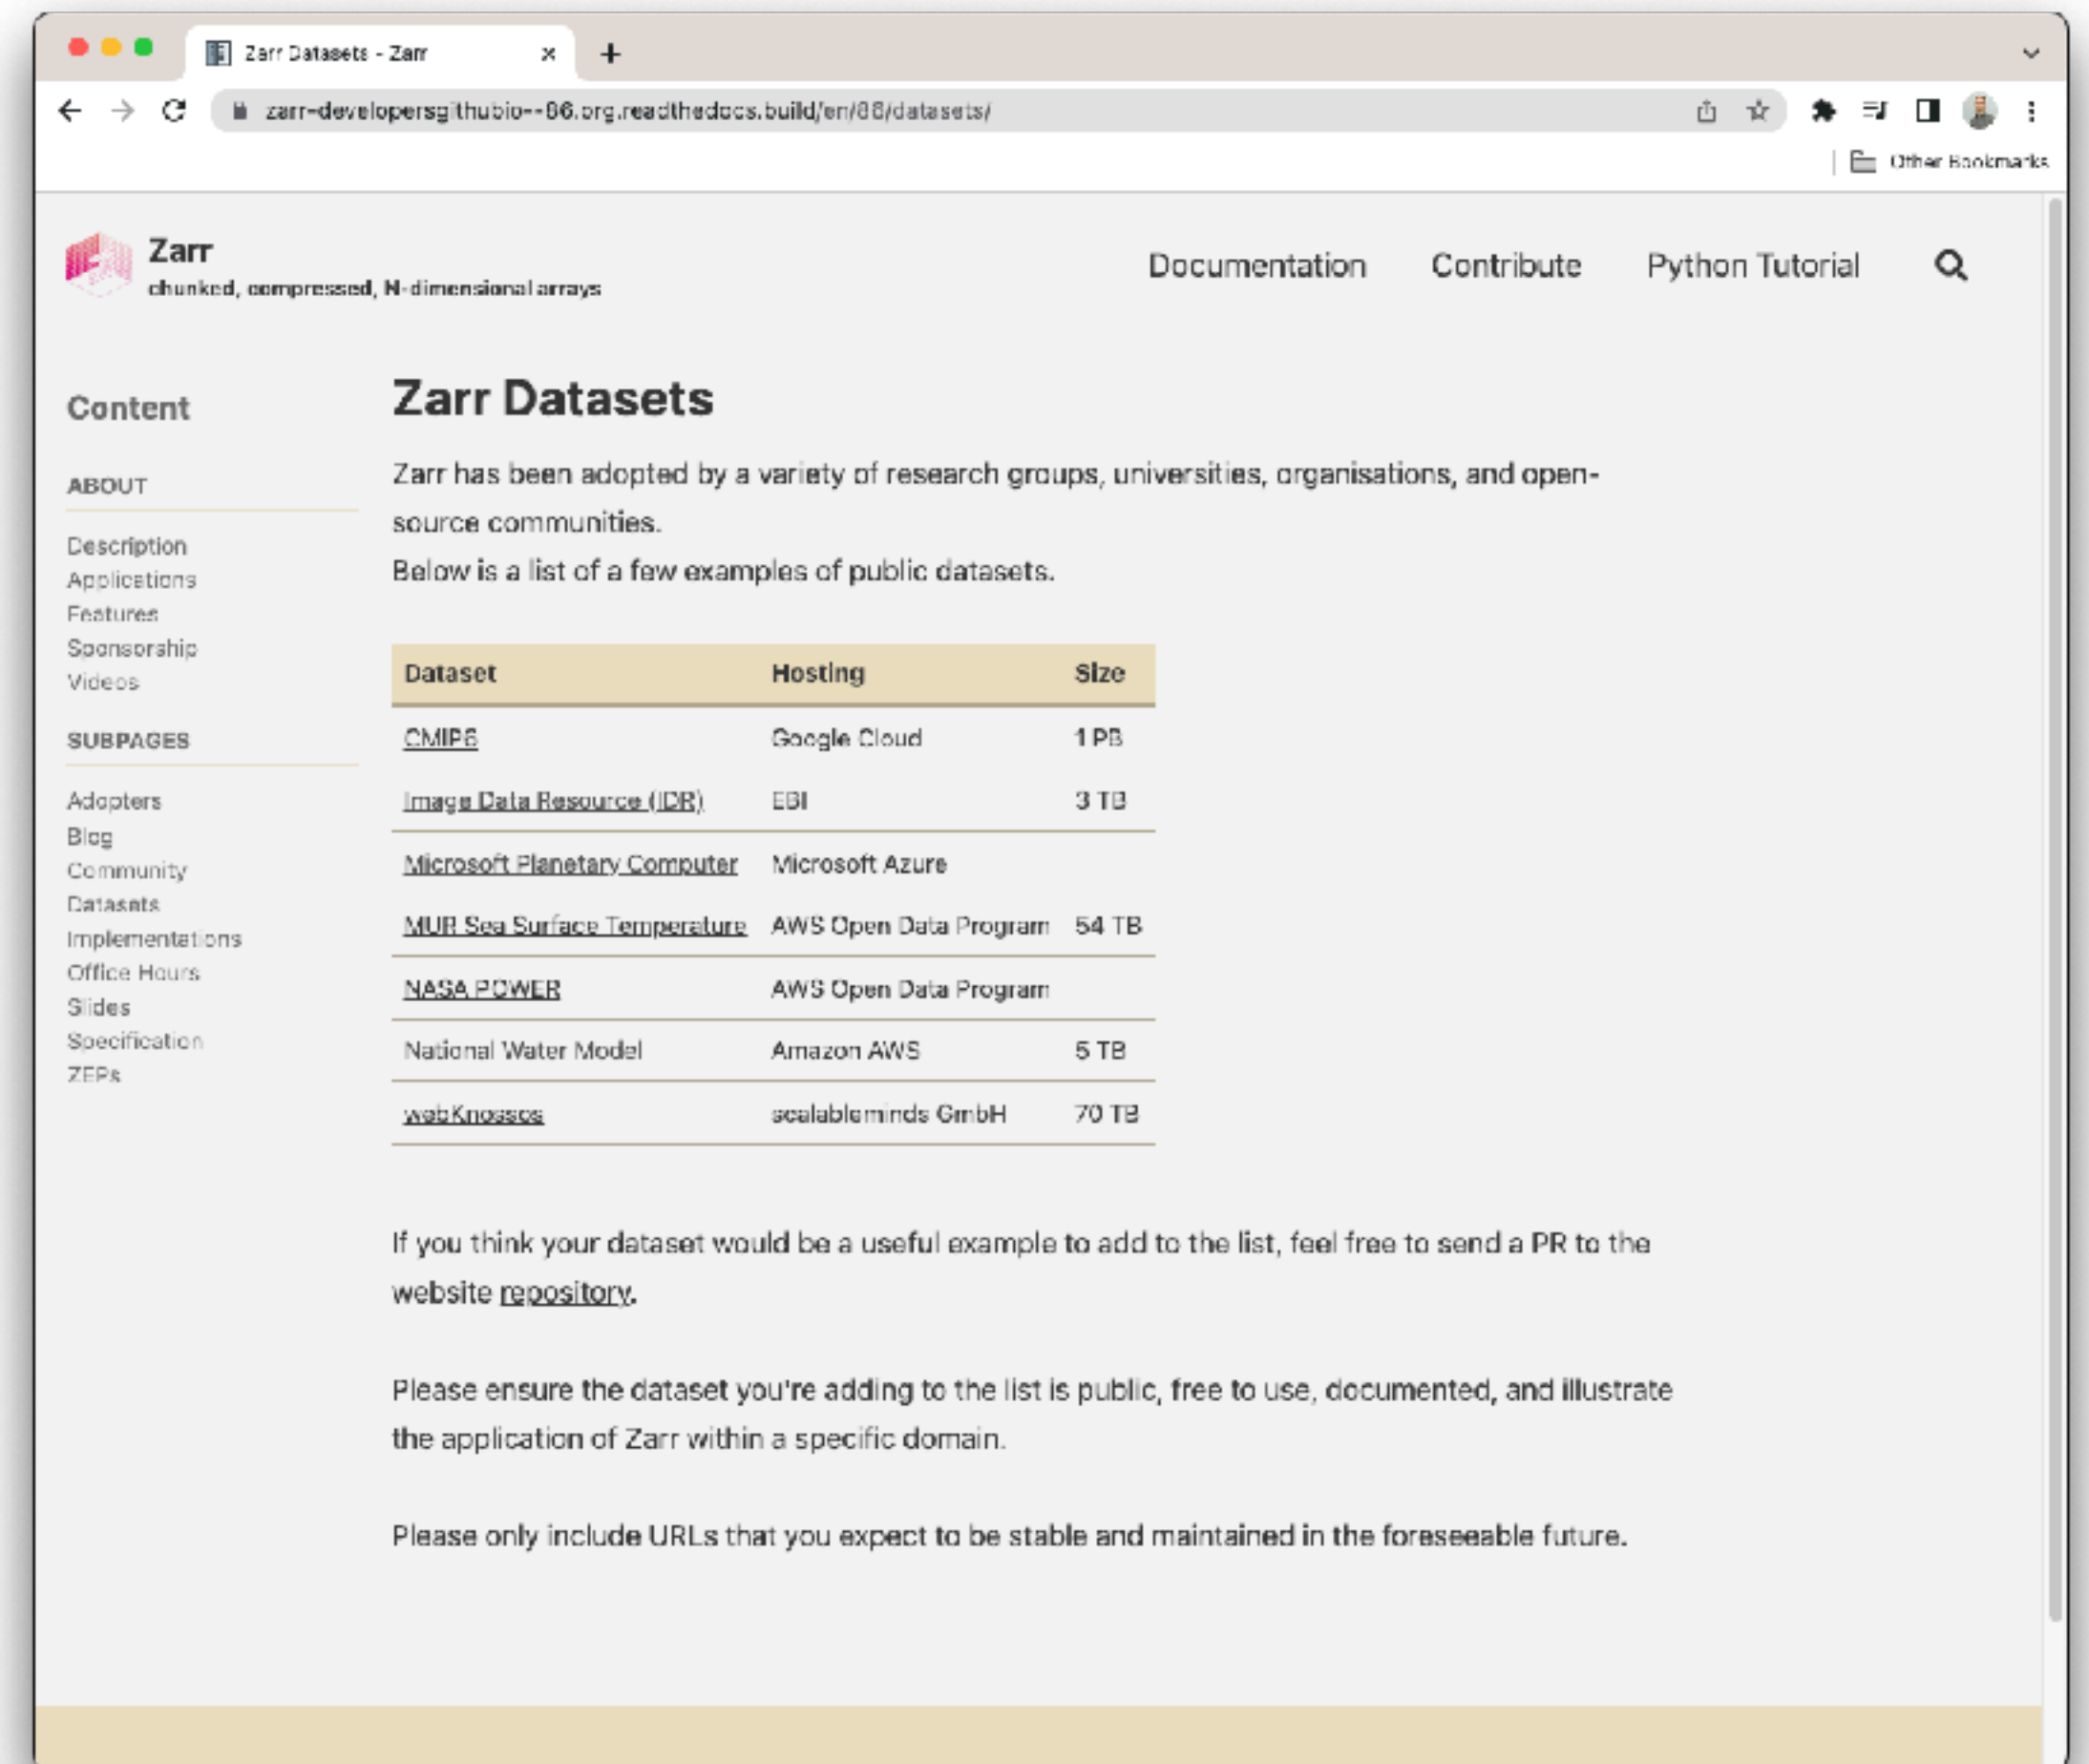 Zarr Datasets - Zarr
zarr-developersgithubio--86.org.readthedocs.build/en/86/datasets/
Other Bookmarks
Zarr
chunked, compressed, N-dimensional arrays
Documentation Contribute Python Tutorial
Content
ABOUT
Description
Applications
Features
Sponsorship
Videos
SUBPAGES
Adopters
Blog
Community
Datasets
Implementations
Office Hours
Slides
Specification
ZEPs
Zarr Datasets
Zarr has been adopted by a variety of research groups, universities, organisations, and open-
source communities.
Below is a list of a few examples of public datasets.
Dataset Hosting Size
CMIP6 Google Cloud 1 PB
Image Data Resource (IDR) EBI 3 TB
Microsoft Planetary Computer Microsoft Azure
MUR Sea Surface Temperature AWS Open Data Program 54 TB
NASA POWER AWS Open Data Program
National Water Model Amazon AWS 5 TB
webKnossos scalableminds GmbH 70 TB
If you think your dataset would be a useful example to add to the list, feel free to send a PR to the
website repository.
Please ensure the dataset you're adding to the list is public, free to use, documented, and illustrate
the application of Zarr within a specific domain.
Please only include URLs that you expect to be stable and maintained in the foreseeable future.